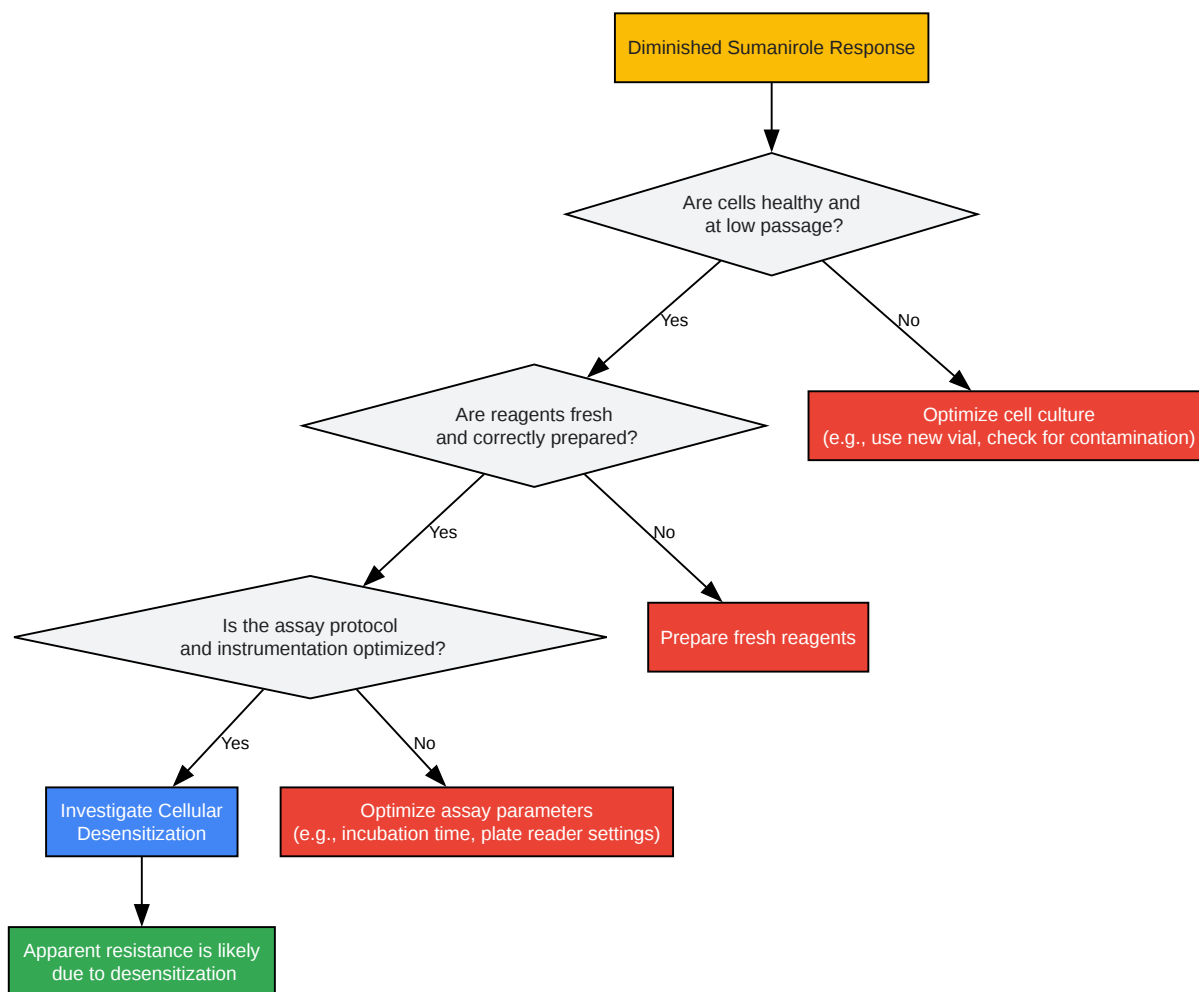 Diminished Sumanirole Response
Are cells healthy and
at low passage?
Yes
No
Are reagents fresh
and correctly prepared?
Optimize cell culture
(e.g., use new vial, check for contamination)
Yes
No
Is the assay protocol
and instrumentation optimized?
Prepare fresh reagents
Yes
No
Investigate Cellular
Desensitization
Optimize assay parameters
(e.g., incubation time, plate reader settings)
Apparent resistance is likely
due to desensitization